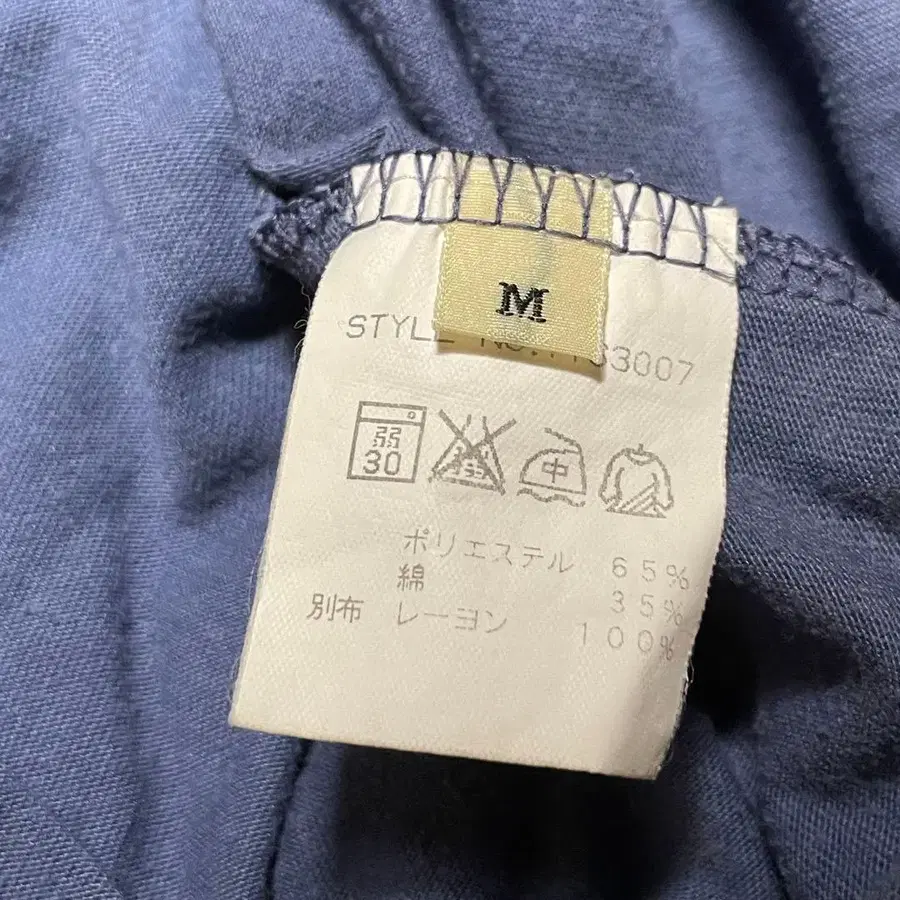 M
STYLE NO. 3007
弱
30
中
ポリエステル 65%
綿 35%
別布 レーヨン 100%